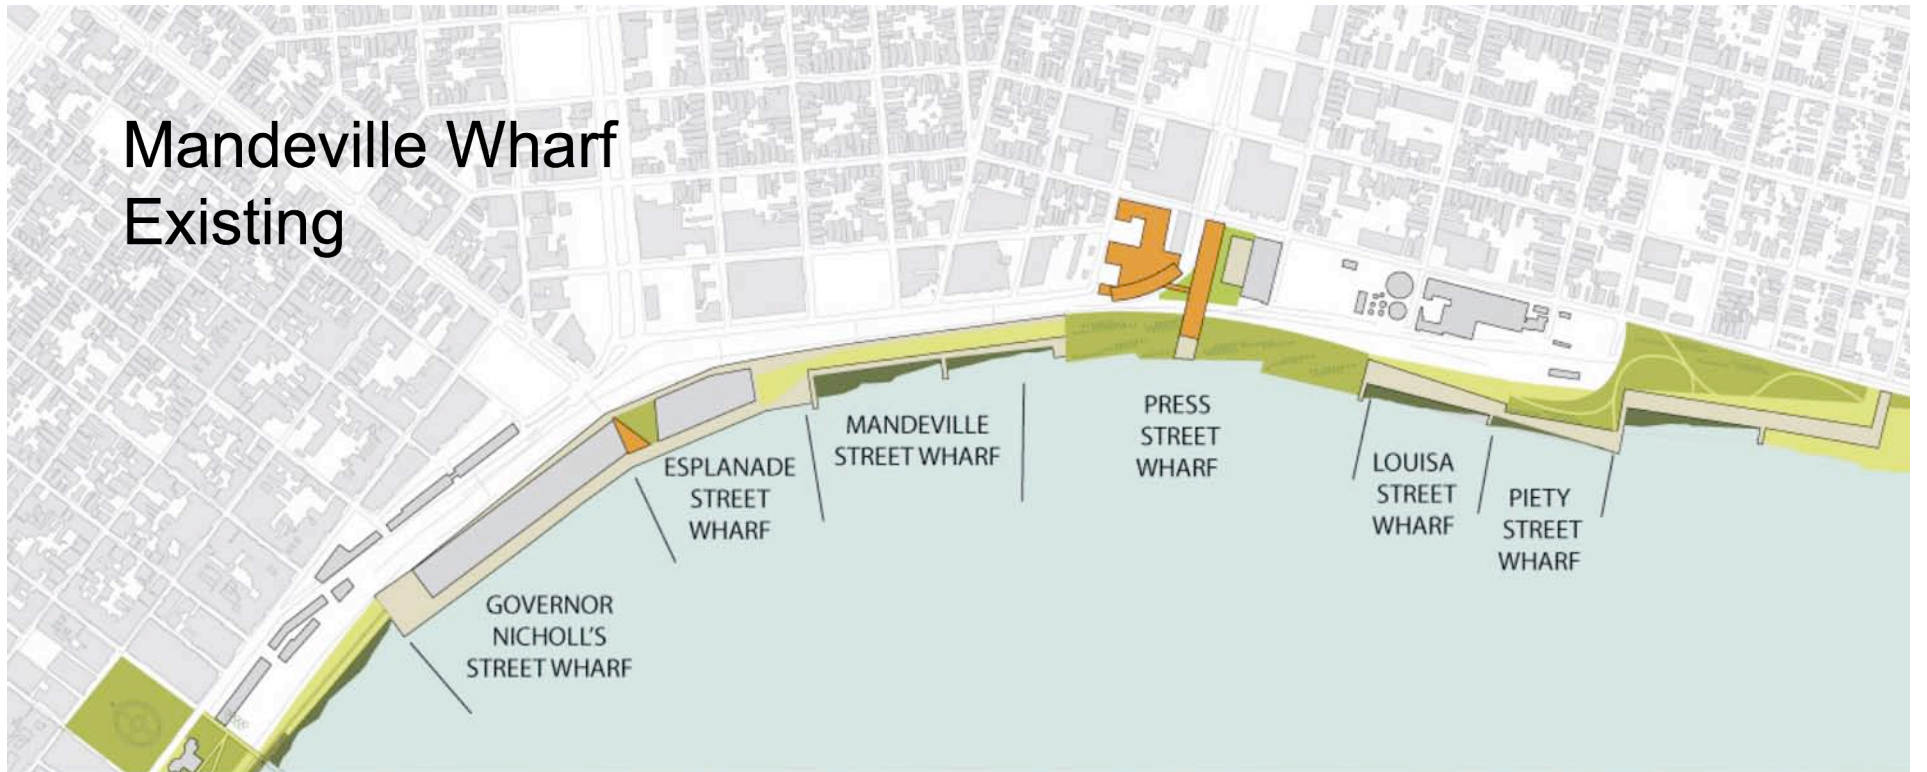 Mandeville Wharf
Existing
GOVERNOR
NICHOLL'S
STREET WHARF
ESPLANADE
STREET
WHARF
MANDEVILLE
STREET WHARF
PRESS
STREET
WHARF
LOUISA
STREET
WHARF
PIETY
STREET
WHARF